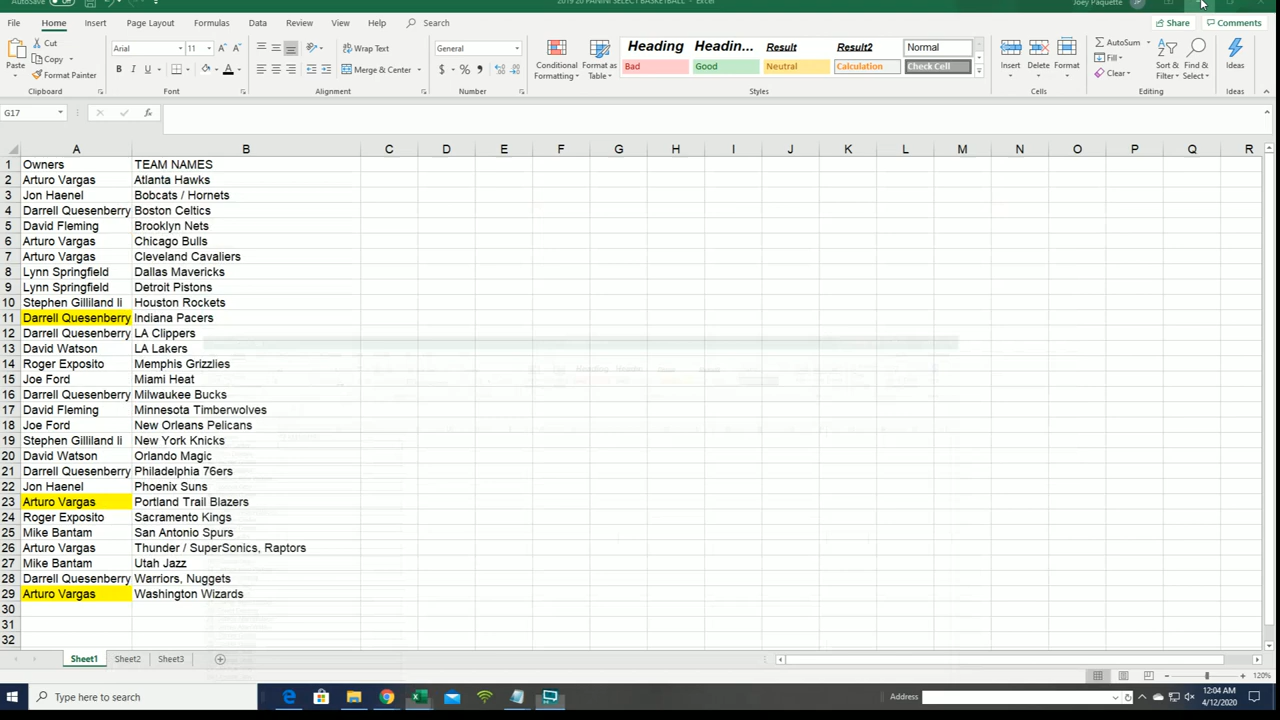 AutoSave
2019 20 PANINI SELECT BASKETBALL - Excel
Joey Paquette JP
File Home Insert Page Layout Formulas Data Review View Help Search Share Comments
Cut Arial 11 Wrap Text General Heading Headin... Result Result2 Normal AutoSum
Paste Copy Fill
Format Painter Merge & Center Conditional Formatting Format as Table Bad Good Neutral Calculation Check Cell Insert Delete Format Clear Sort & Filter Find & Select Ideas
Clipboard Font Alignment Number Styles Cells Editing Ideas
G17
A B C D E F G H I J K L M N O P Q R
1 Owners TEAM NAMES
2 Arturo Vargas Atlanta Hawks
3 Jon Haenel Bobcats / Hornets
4 Darrell Quesenberry Boston Celtics
5 David Fleming Brooklyn Nets
6 Arturo Vargas Chicago Bulls
7 Arturo Vargas Cleveland Cavaliers
8 Lynn Springfield Dallas Mavericks
9 Lynn Springfield Detroit Pistons
10 Stephen Gilliland Ii Houston Rockets
11 Darrell Quesenberry Indiana Pacers
12 Darrell Quesenberry LA Clippers
13 David Watson LA Lakers
14 Roger Exposito Memphis Grizzlies
15 Joe Ford Miami Heat
16 Darrell Quesenberry Milwaukee Bucks
17 David Fleming Minnesota Timberwolves
18 Joe Ford New Orleans Pelicans
19 Stephen Gilliland Ii New York Knicks
20 David Watson Orlando Magic
21 Darrell Quesenberry Philadelphia 76ers
22 Jon Haenel Phoenix Suns
23 Arturo Vargas Portland Trail Blazers
24 Roger Exposito Sacramento Kings
25 Mike Bantam San Antonio Spurs
26 Arturo Vargas Thunder / SuperSonics, Raptors
27 Mike Bantam Utah Jazz
28 Darrell Quesenberry Warriors, Nuggets
29 Arturo Vargas Washington Wizards
30
31
32
Sheet1 Sheet2 Sheet3
120%
Type here to search Address 12:04 AM
4/12/2020